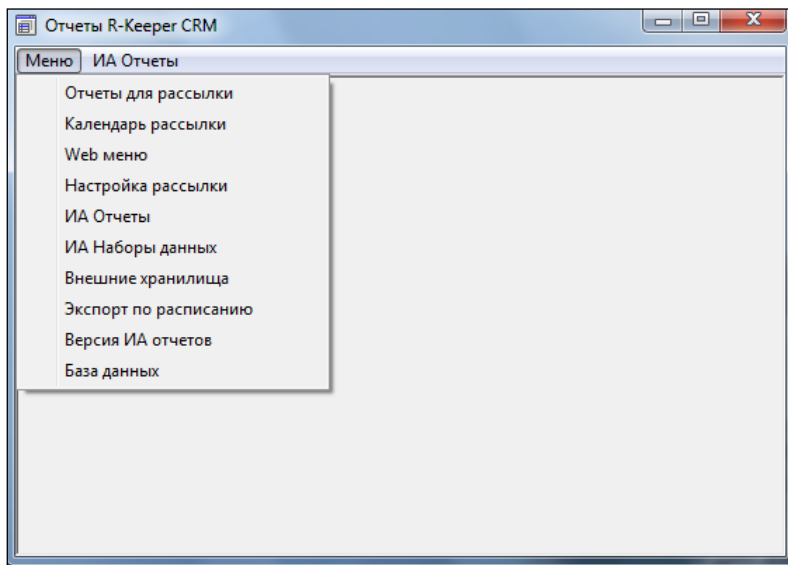 Отчеты R-Keeper CRM
Меню ИА Отчеты
Отчеты для рассылки
Календарь рассылки
Web меню
Настройка рассылки
ИА Отчеты
ИА Наборы данных
Внешние хранилища
Экспорт по расписанию
Версия ИА отчетов
База данных